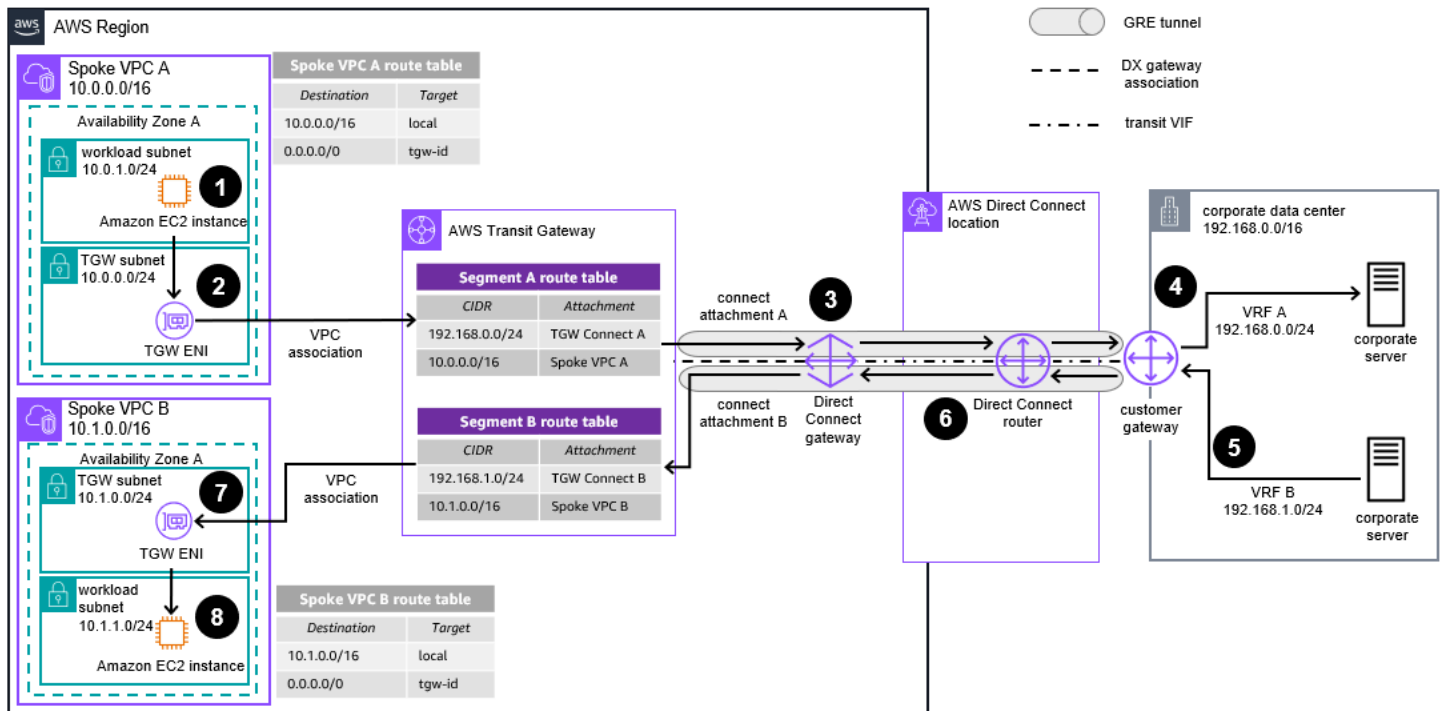 aws
AWS Region
GRE tunnel
DX gateway
association
transit VIF
Spoke VPC A
10.0.0.0/16
Availability Zone A
workload subnet
10.0.1.0/24
1
Amazon EC2 instance
TGW subnet
10.0.0.0/24
2
TGW ENI
Spoke VPC A route table
Destination Target
10.0.0.0/16 local
0.0.0.0/0 tgw-id
VPC
association
AWS Transit Gateway
Segment A route table
CIDR Attachment
192.168.0.0/24 TGW Connect A
10.0.0.0/16 Spoke VPC A
Segment B route table
CIDR Attachment
192.168.1.0/24 TGW Connect B
10.1.0.0/16 Spoke VPC B
connect
attachment A
3
connect
attachment B
Direct
Connect
gateway
AWS Direct Connect
location
6
Direct Connect
router
corporate data center
192.168.0.0/16
4
VRF A
192.168.0.0/24
corporate
server
customer
gateway
5
VRF B
192.168.1.0/24
corporate
server
Spoke VPC B
10.1.0.0/16
Availability Zone A
TGW subnet
10.1.0.0/24
7
TGW ENI
VPC
association
workload
subnet
10.1.1.0/24
8
Amazon EC2 instance
Spoke VPC B route table
Destination Target
10.1.0.0/16 local
0.0.0.0/0 tgw-id